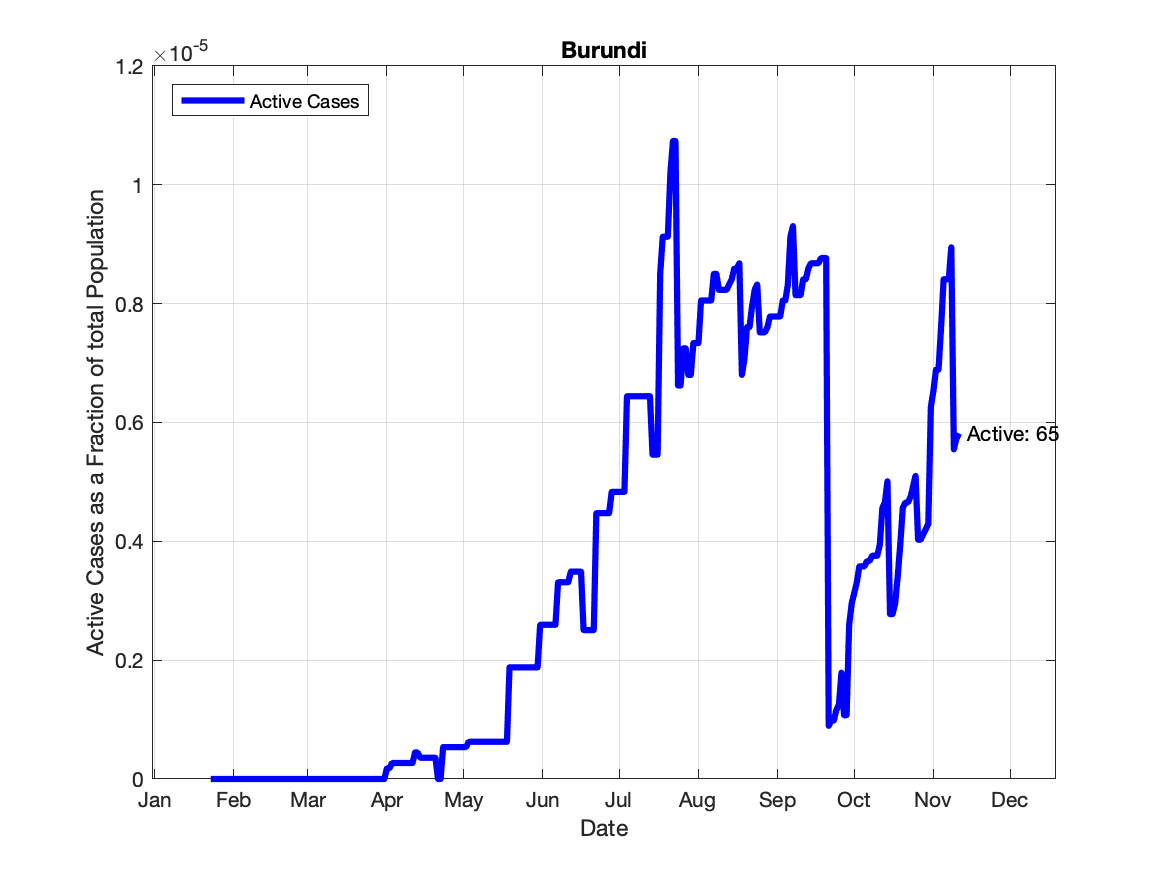 Burundi
×10^-5
1.2
1
0.8
0.6
0.4
0.2
0
Active Cases as a Fraction of total Population
Active Cases
Active: 65
Jan Feb Mar Apr May Jun Jul Aug Sep Oct Nov Dec
Date